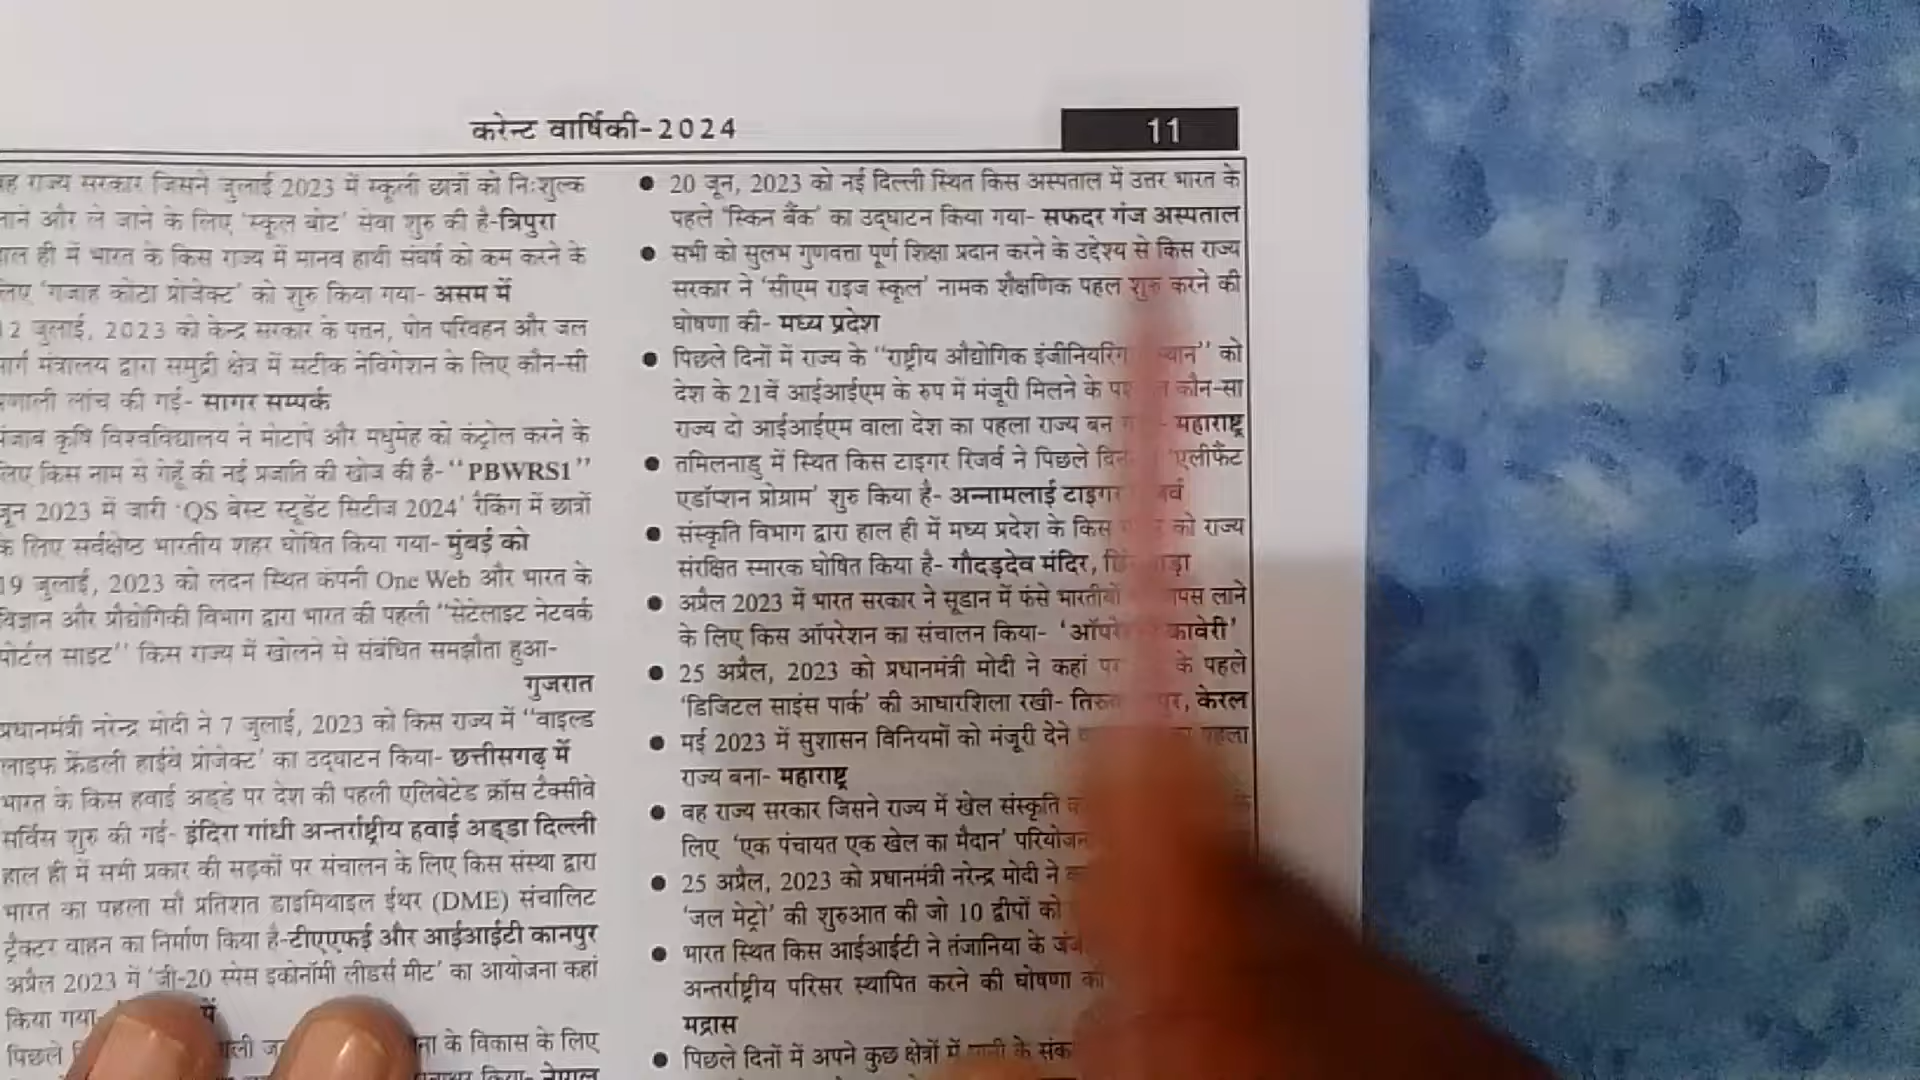 करेन्ट वार्षिकी-2024
11
राज्य सरकार जिसने जुलाई 2023 में स्कूली छात्रों को निःशुल्क
और ले जाने के लिए 'स्कूल बोट' सेवा शुरु की है-त्रिपुरा
ही में भारत के किस राज्य में मानव हाथी संघर्ष को कम करने के
'गजाह कोटा प्रोजेक्ट' को शुरु किया गया- असम में
जुलाई, 2023 को केन्द्र सरकार के पत्तन, पोत परिवहन और जल
मंत्रालय द्वारा समुद्री क्षेत्र में सटीक नेविगेशन के लिए कौन-सी
लांच की गई- सागर सम्पर्क
कृषि विश्वविद्यालय ने मोटापे और मधुमेह को कंट्रोल करने के
किस नाम से गेहूँ की नई प्रजाति की खोज की है-"PBWRS1"
2023 में जारी 'QS बेस्ट स्टूडेंट सिटीज 2024' रैंकिंग में छात्रों
के लिए सर्वश्रेष्ठ भारतीय शहर घोषित किया गया- मुंबई को
19 जुलाई, 2023 को लंदन स्थित कंपनी One Web और भारत के
विज्ञान और प्रौद्योगिकी विभाग द्वारा भारत की पहली "सेटेलाइट नेटवर्क
पोर्टल साइट" किस राज्य में खोलने से संबंधित समझौता हुआ-
गुजरात
प्रधानमंत्री नरेन्द्र मोदी ने 7 जुलाई, 2023 को किस राज्य में "वाइल्ड
लाइफ फ्रेंडली हाईवे प्रोजेक्ट' का उद्घाटन किया- छत्तीसगढ़ में
भारत के किस हवाई अड्डे पर देश की पहली एलिवेटेड क्रॉस टैक्सीवे
सर्विस शुरु की गई- इंदिरा गांधी अन्तर्राष्ट्रीय हवाई अड्डा दिल्ली
हाल ही में सभी प्रकार की सड़कों पर संचालन के लिए किस संस्था द्वारा
भारत का पहला सौ प्रतिशत डाइमिथाइल ईथर (DME) संचालित
ट्रैक्टर वाहन का निर्माण किया है-टीएएफई और आईआईटी कानपुर
अप्रैल 2023 में 'जी-20 स्पेस इकोनॉमी लीडर्स मीट' का आयोजना कहां
किया गया- में
पिछले ना के विकास के लिए
किया- नेपाल
● 20 जून, 2023 को नई दिल्ली स्थित किस अस्पताल में उत्तर भारत के
पहले 'स्किन बैंक' का उद्घाटन किया गया- सफदर गंज अस्पताल
● सभी को सुलभ गुणवत्ता पूर्ण शिक्षा प्रदान करने के उद्देश्य से किस राज्य
सरकार ने 'सीएम राइज स्कूल' नामक शैक्षणिक पहल शुरु करने की
घोषणा की- मध्य प्रदेश
● पिछले दिनों में राज्य के "राष्ट्रीय औद्योगिक इंजीनियरिंग को
देश के 21वें आईआईएम के रुप में मंजूरी मिलने के कौन-सा
राज्य दो आईआईएम वाला देश का पहला राज्य बन - महाराष्ट्र
● तमिलनाडु में स्थित किस टाइगर रिजर्व ने पिछले 'एलीफैंट
एडॉप्शन प्रोग्राम' शुरु किया है- अन्नामलाई टाइगर
● संस्कृति विभाग द्वारा हाल ही में मध्य प्रदेश के किस को राज्य
संरक्षित स्मारक घोषित किया है- गौदड़देव मंदिर,
● अप्रैल 2023 में भारत सरकार ने सूडान में फंसे भारतीयों लाने
के लिए किस ऑपरेशन का संचालन किया- कावेरी'
● 25 अप्रैल, 2023 को प्रधानमंत्री मोदी ने कहां के पहले
'डिजिटल साइंस पार्क' की आधारशिला रखी- केरल
● मई 2023 में सुशासन विनियमों को मंजूरी देने पहला
राज्य बना- महाराष्ट्र
● वह राज्य सरकार जिसने राज्य में खेल संस्कृति
लिए 'एक पंचायत एक खेल का मैदान'
● 25 अप्रैल, 2023 को प्रधानमंत्री नरेन्द्र मोदी ने
'जल मेट्रो' की शुरुआत की जो 10 द्वीपों को
● भारत स्थित किस आईआईटी ने तंजानिया के
अन्तर्राष्ट्रीय परिसर स्थापित करने की घोषणा
मद्रास
● पिछले दिनों में अपने कुछ क्षेत्रों में पानी के